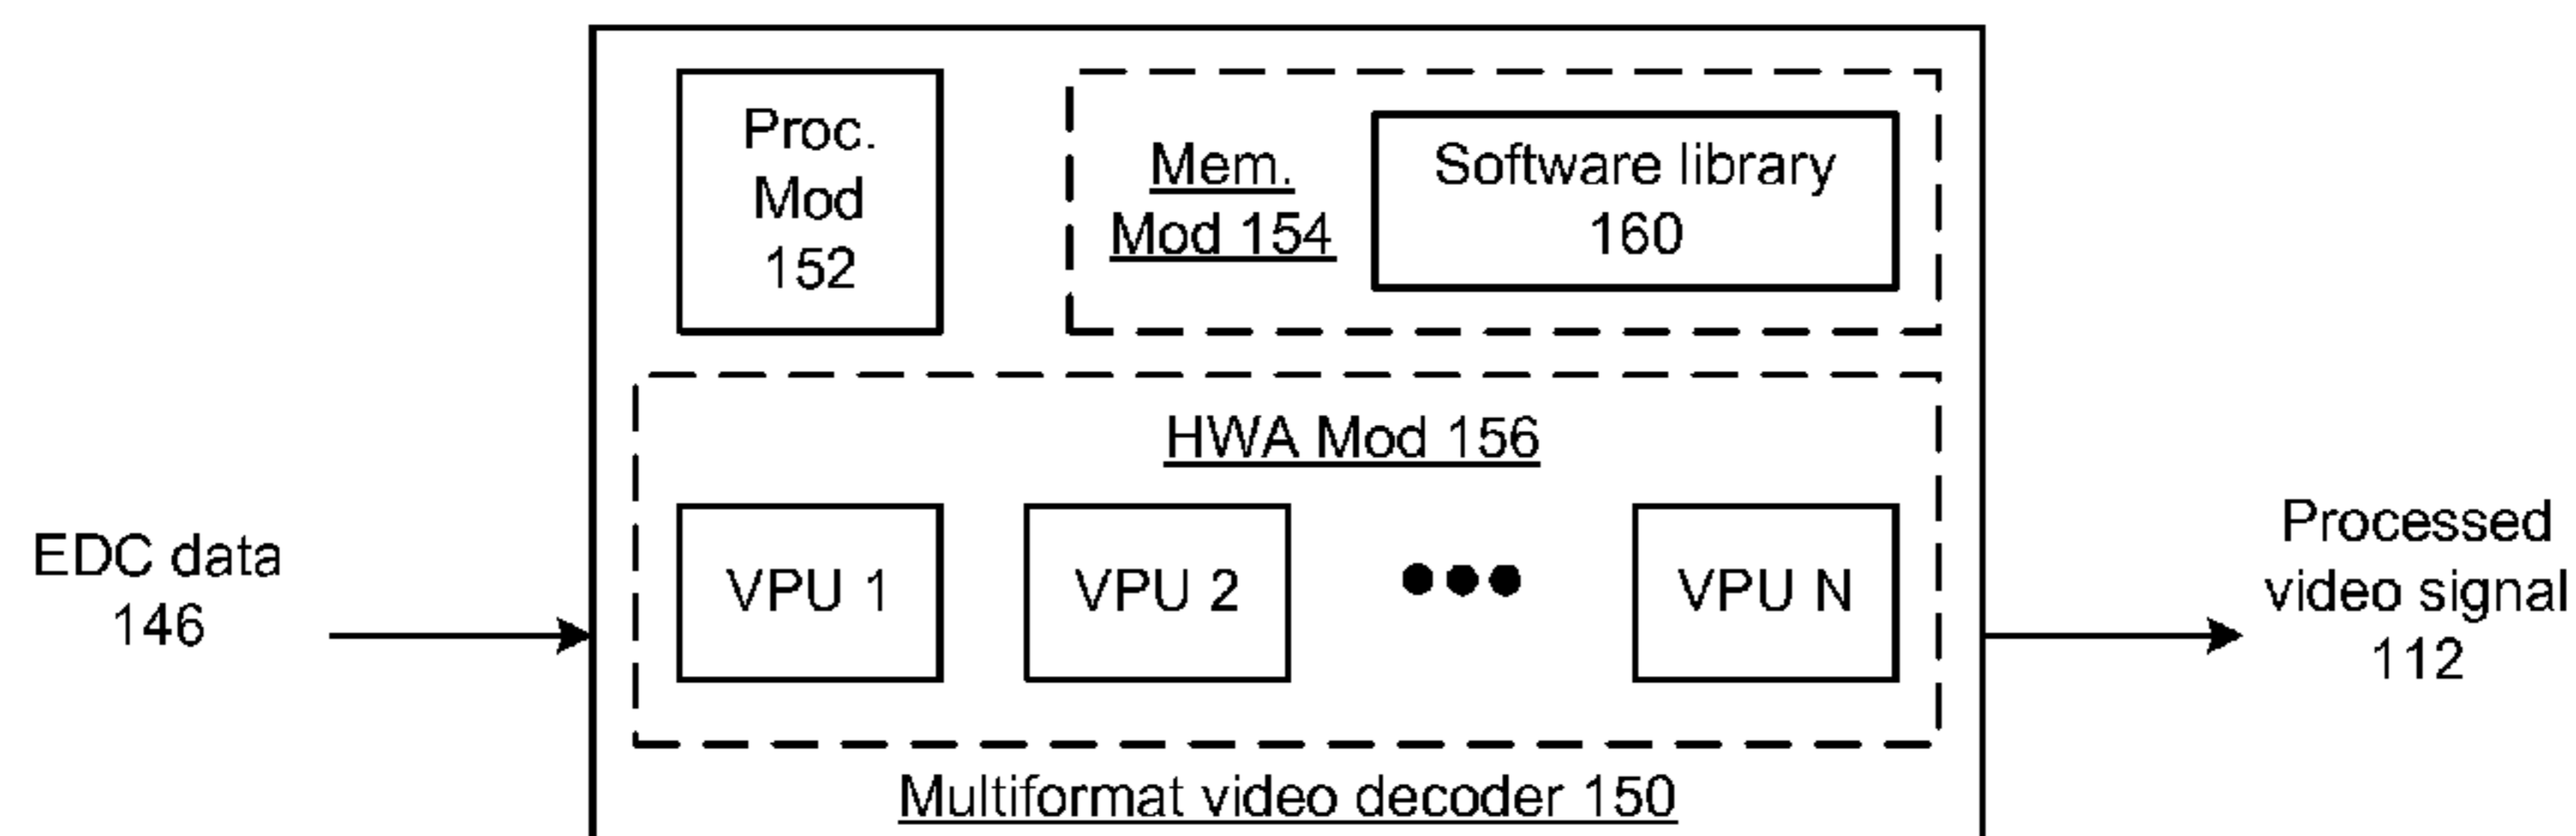 Proc.
Mod
152
Mem.
Mod 154
Software library
160
HWA Mod 156
EDC data
146
VPU 1
VPU 2
VPU N
Processed
video signal
112
Multiformat video decoder 150